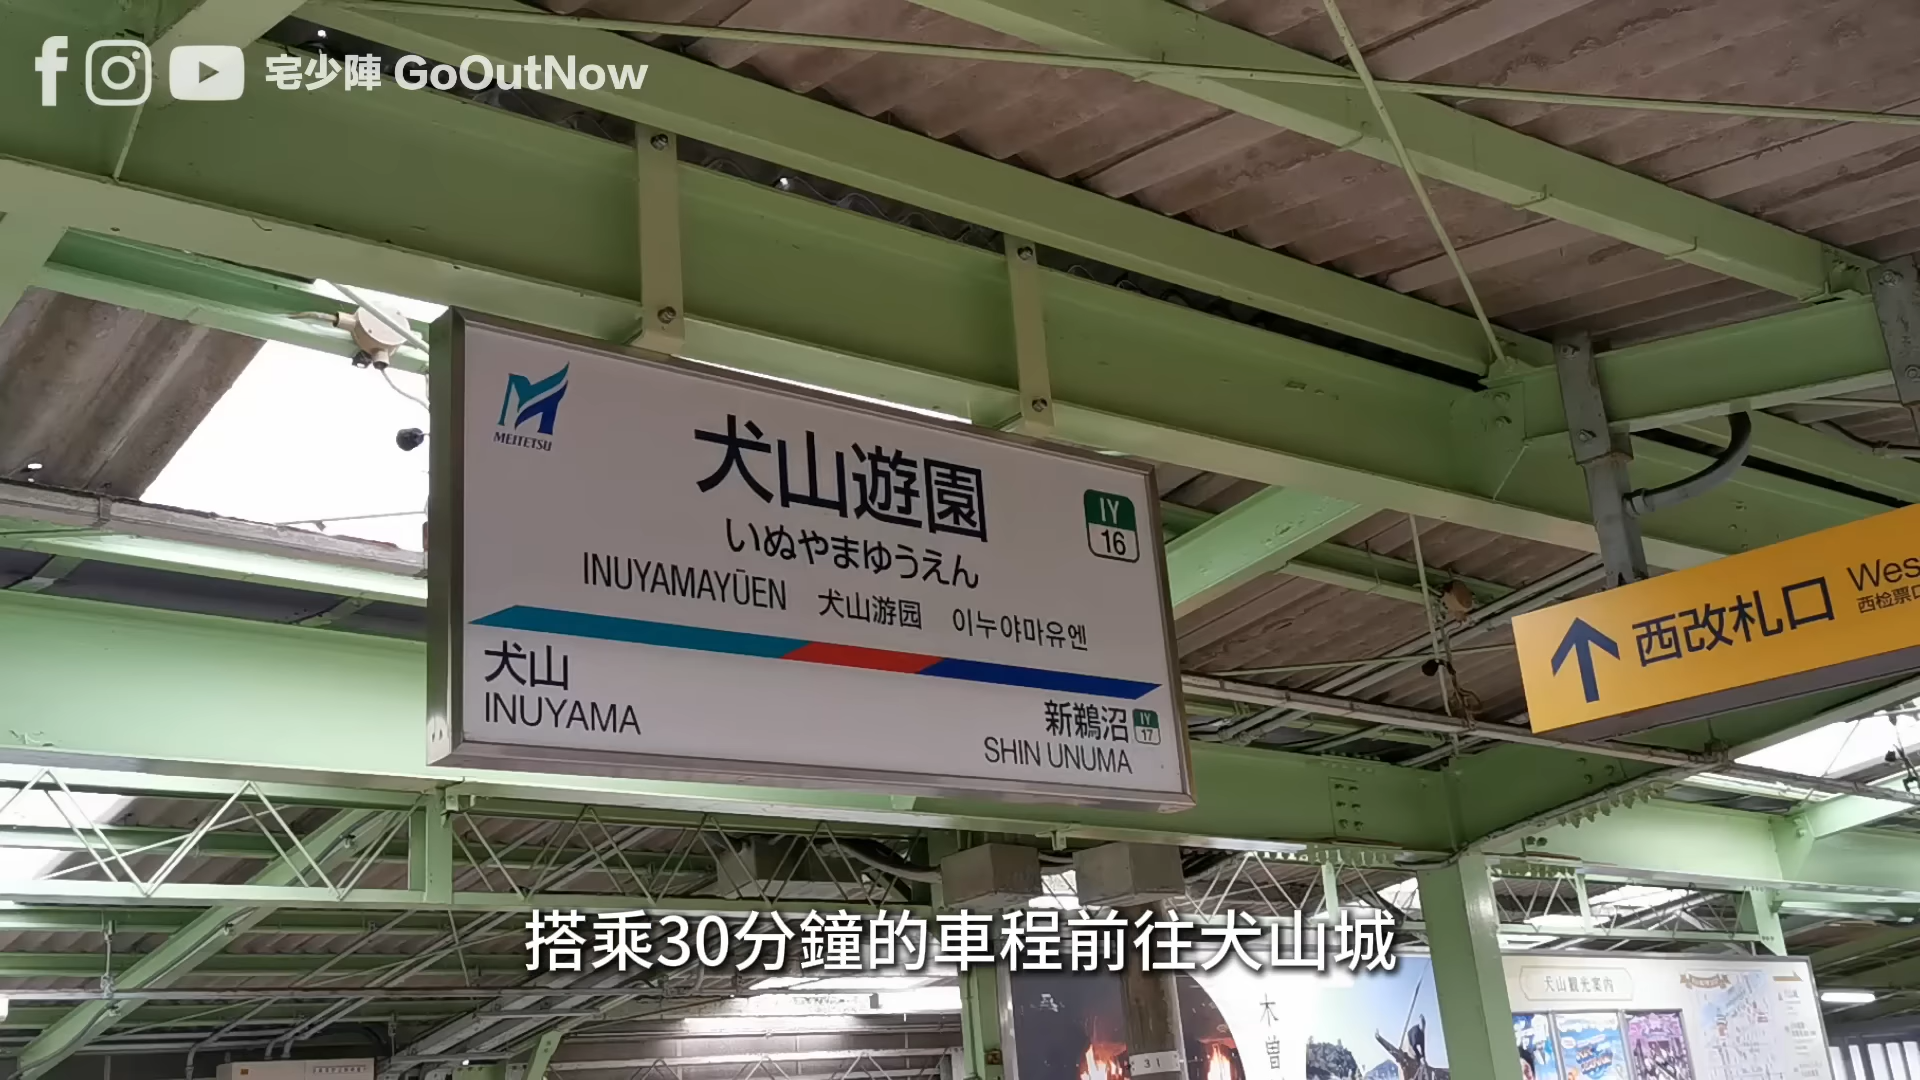 宅少陣 GoOutNow
MEITETSU
犬山遊園
いぬやまゆうえん
INUYAMAYŪEN 犬山游园 이누야마유엔
IY
16
犬山
INUYAMA
新鵜沼 IY 17
SHIN UNUMA
西改札口
西检票口
搭乘30分鐘的車程前往犬山城
犬山観光案内
木曽
31